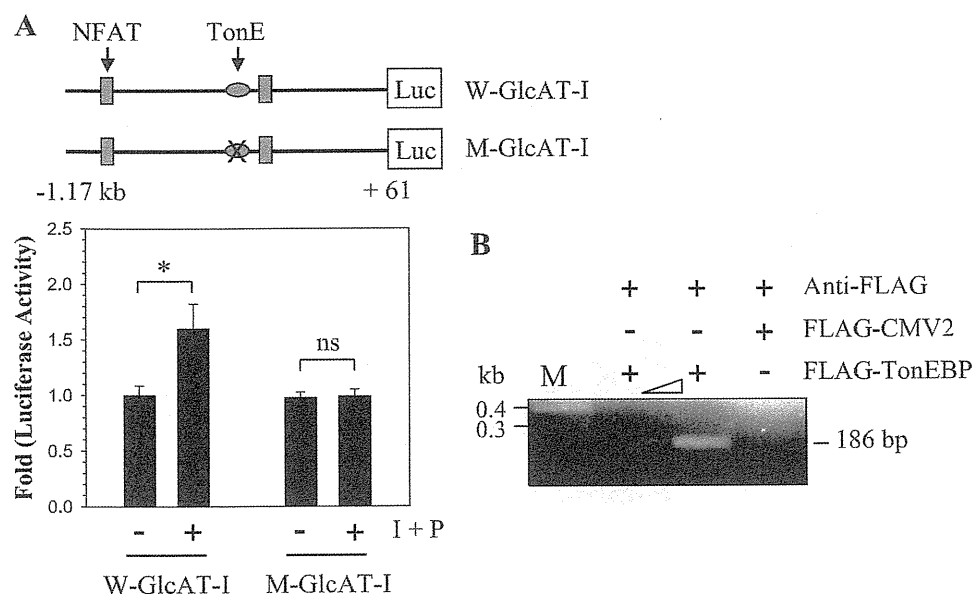 A
NFAT TonE
Luc W-GlcAT-I
Luc M-GlcAT-I
-1.17 kb + 61
Fold (Luciferase Activity)
2.5
2.0
1.5
1.0
0.5
0.0
*
ns
- + - + I + P
W-GlcAT-I M-GlcAT-I
B
+ + + Anti-FLAG
- - + FLAG-CMV2
+ + - FLAG-TonEBP
kb M
0.4
0.3
186 bp